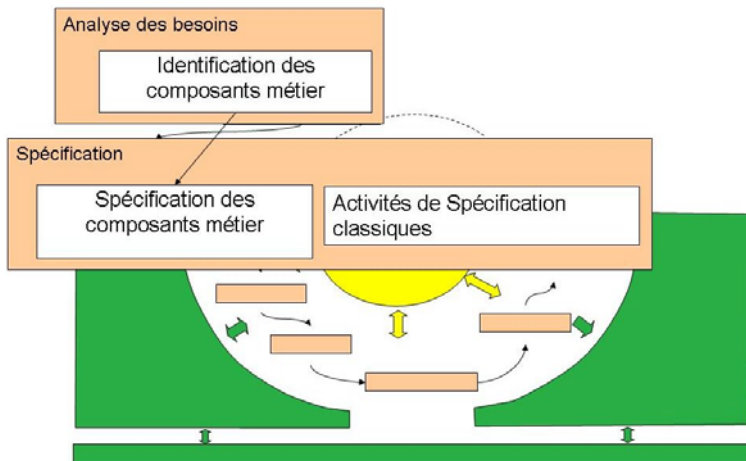 Analyse des besoins
Identification des
composants métier
Spécification
Spécification des
composants métier
Activités de Spécification
classiques